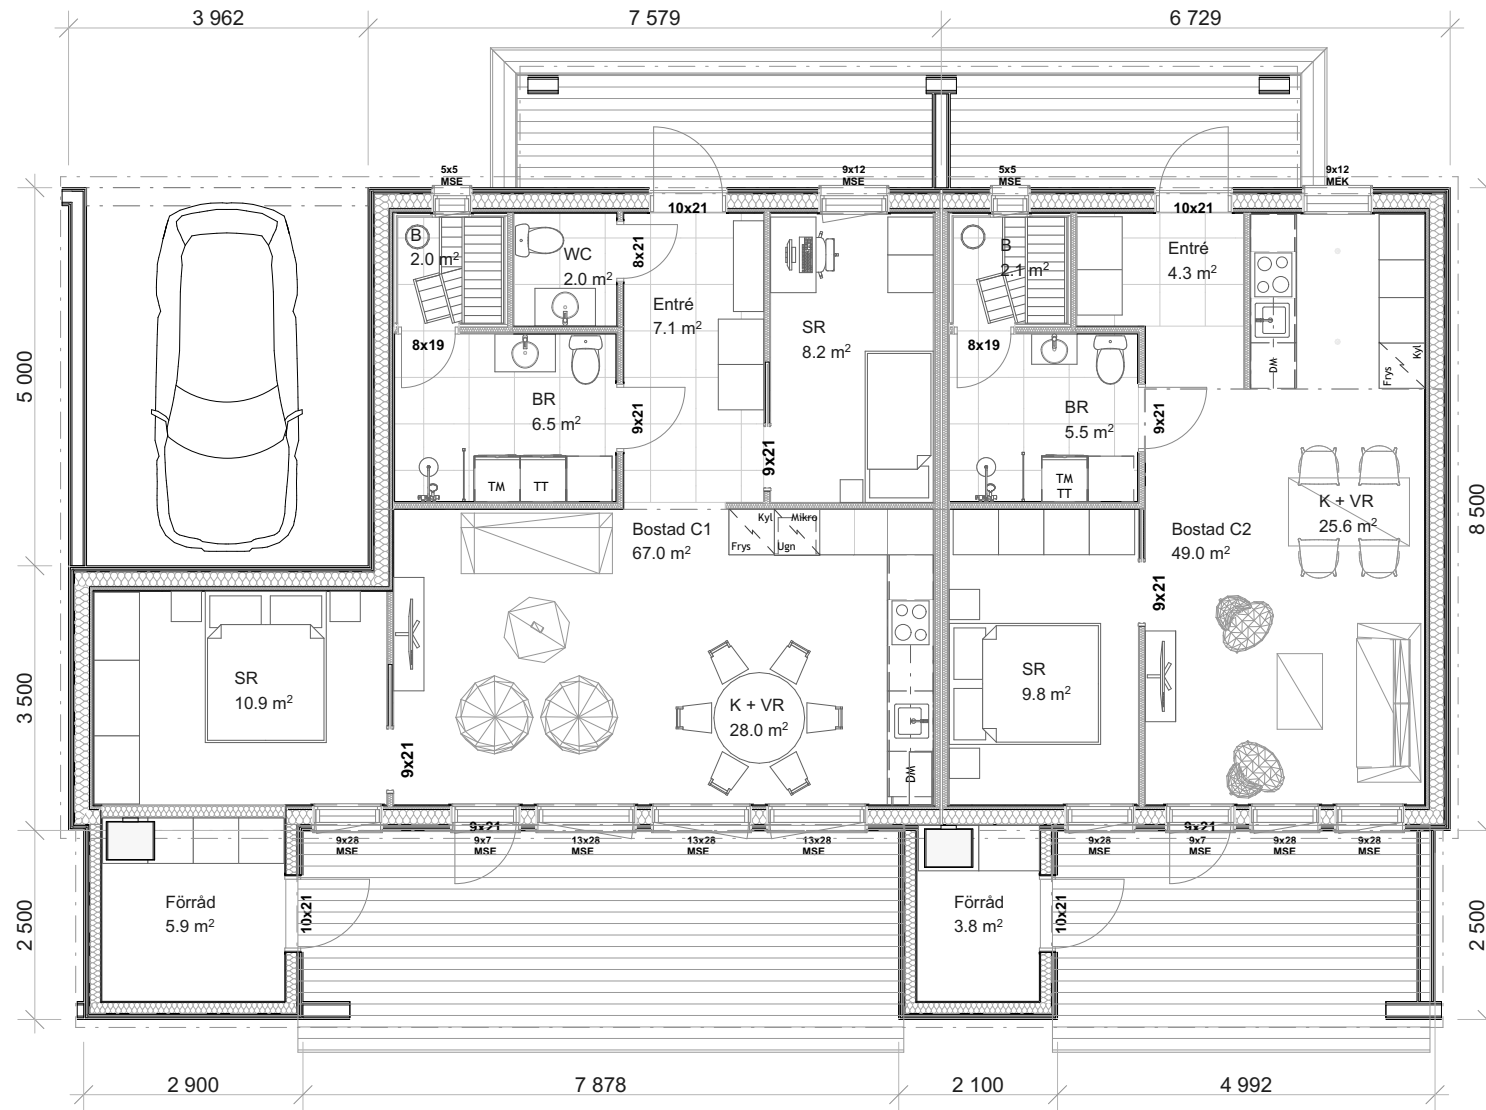 3 962
7 579
6 729
5x5
MSE
9x12
MSE
5x5
MSE
9x12
MEK
10x21
10x21
B
2.0 m²
WC
2.0 m²
8x21
Entré
7.1 m²
SR
8.2 m²
B
2.1 m²
Entré
4.3 m²
8x19
8x19
DM
Frys
Kyl
5 000
BR
6.5 m²
9x21
9x21
BR
5.5 m²
9x21
TM
TT
TM
TT
K + VR
25.6 m²
8 500
Bostad C1
67.0 m²
Kyl
Frys
Mikro
Ugn
Bostad C2
49.0 m²
9x21
3 500
SR
10.9 m²
9x21
K + VR
28.0 m²
DM
SR
9.8 m²
9x21
9x21
9x28
MSE
9x7
MSE
13x28
MSE
13x28
MSE
13x28
MSE
9x28
MSE
9x7
MSE
9x28
MSE
9x28
MSE
2 500
Förråd
5.9 m²
10x21
Förråd
3.8 m²
10x21
2 500
2 900
7 878
2 100
4 992